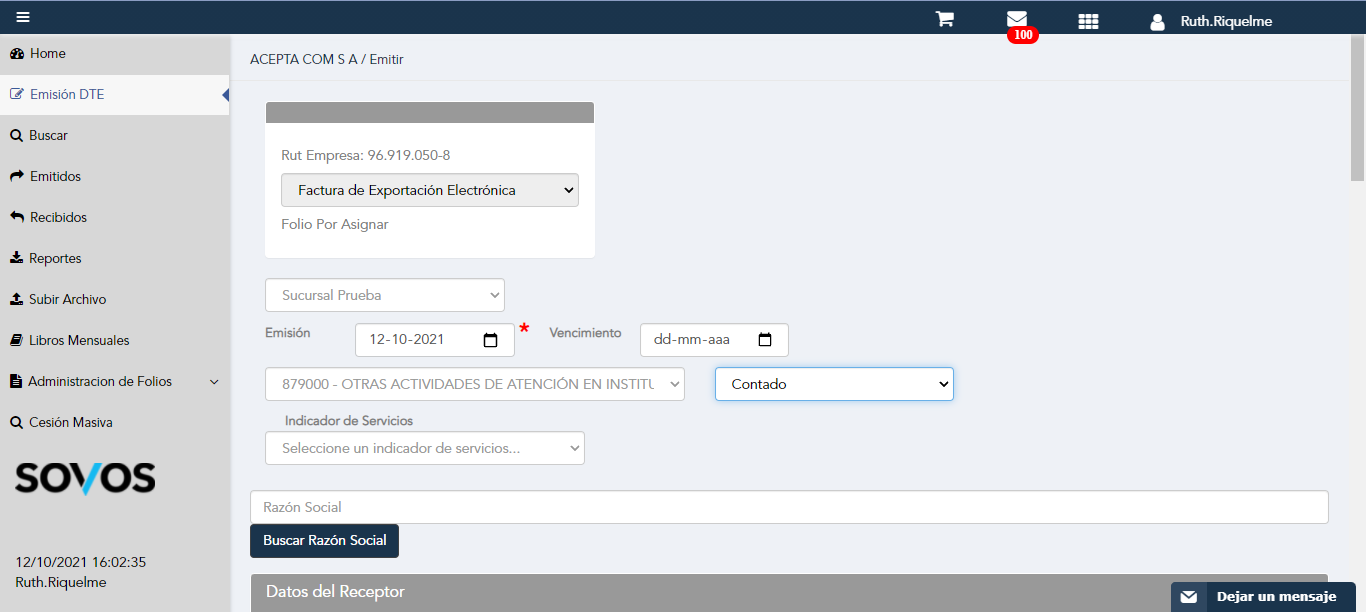 Ruth.Riquelme
100
Home
Emisión DTE
Buscar
Emitidos
Recibidos
Reportes
Subir Archivo
Libros Mensuales
Administracion de Folios
Cesión Masiva
SOVOS
12/10/2021 16:02:35
Ruth.Riquelme
ACEPTA COM S A / Emitir
Rut Empresa: 96.919.050-8
Factura de Exportación Electrónica
Folio Por Asignar
Sucursal Prueba
Emisión 12-10-2021 * Vencimiento dd-mm-aaa
879000 - OTRAS ACTIVIDADES DE ATENCIÓN EN INSTITU Contado
Indicador de Servicios
Seleccione un indicador de servicios...
Razón Social
Buscar Razón Social
Datos del Receptor
Dejar un mensaje